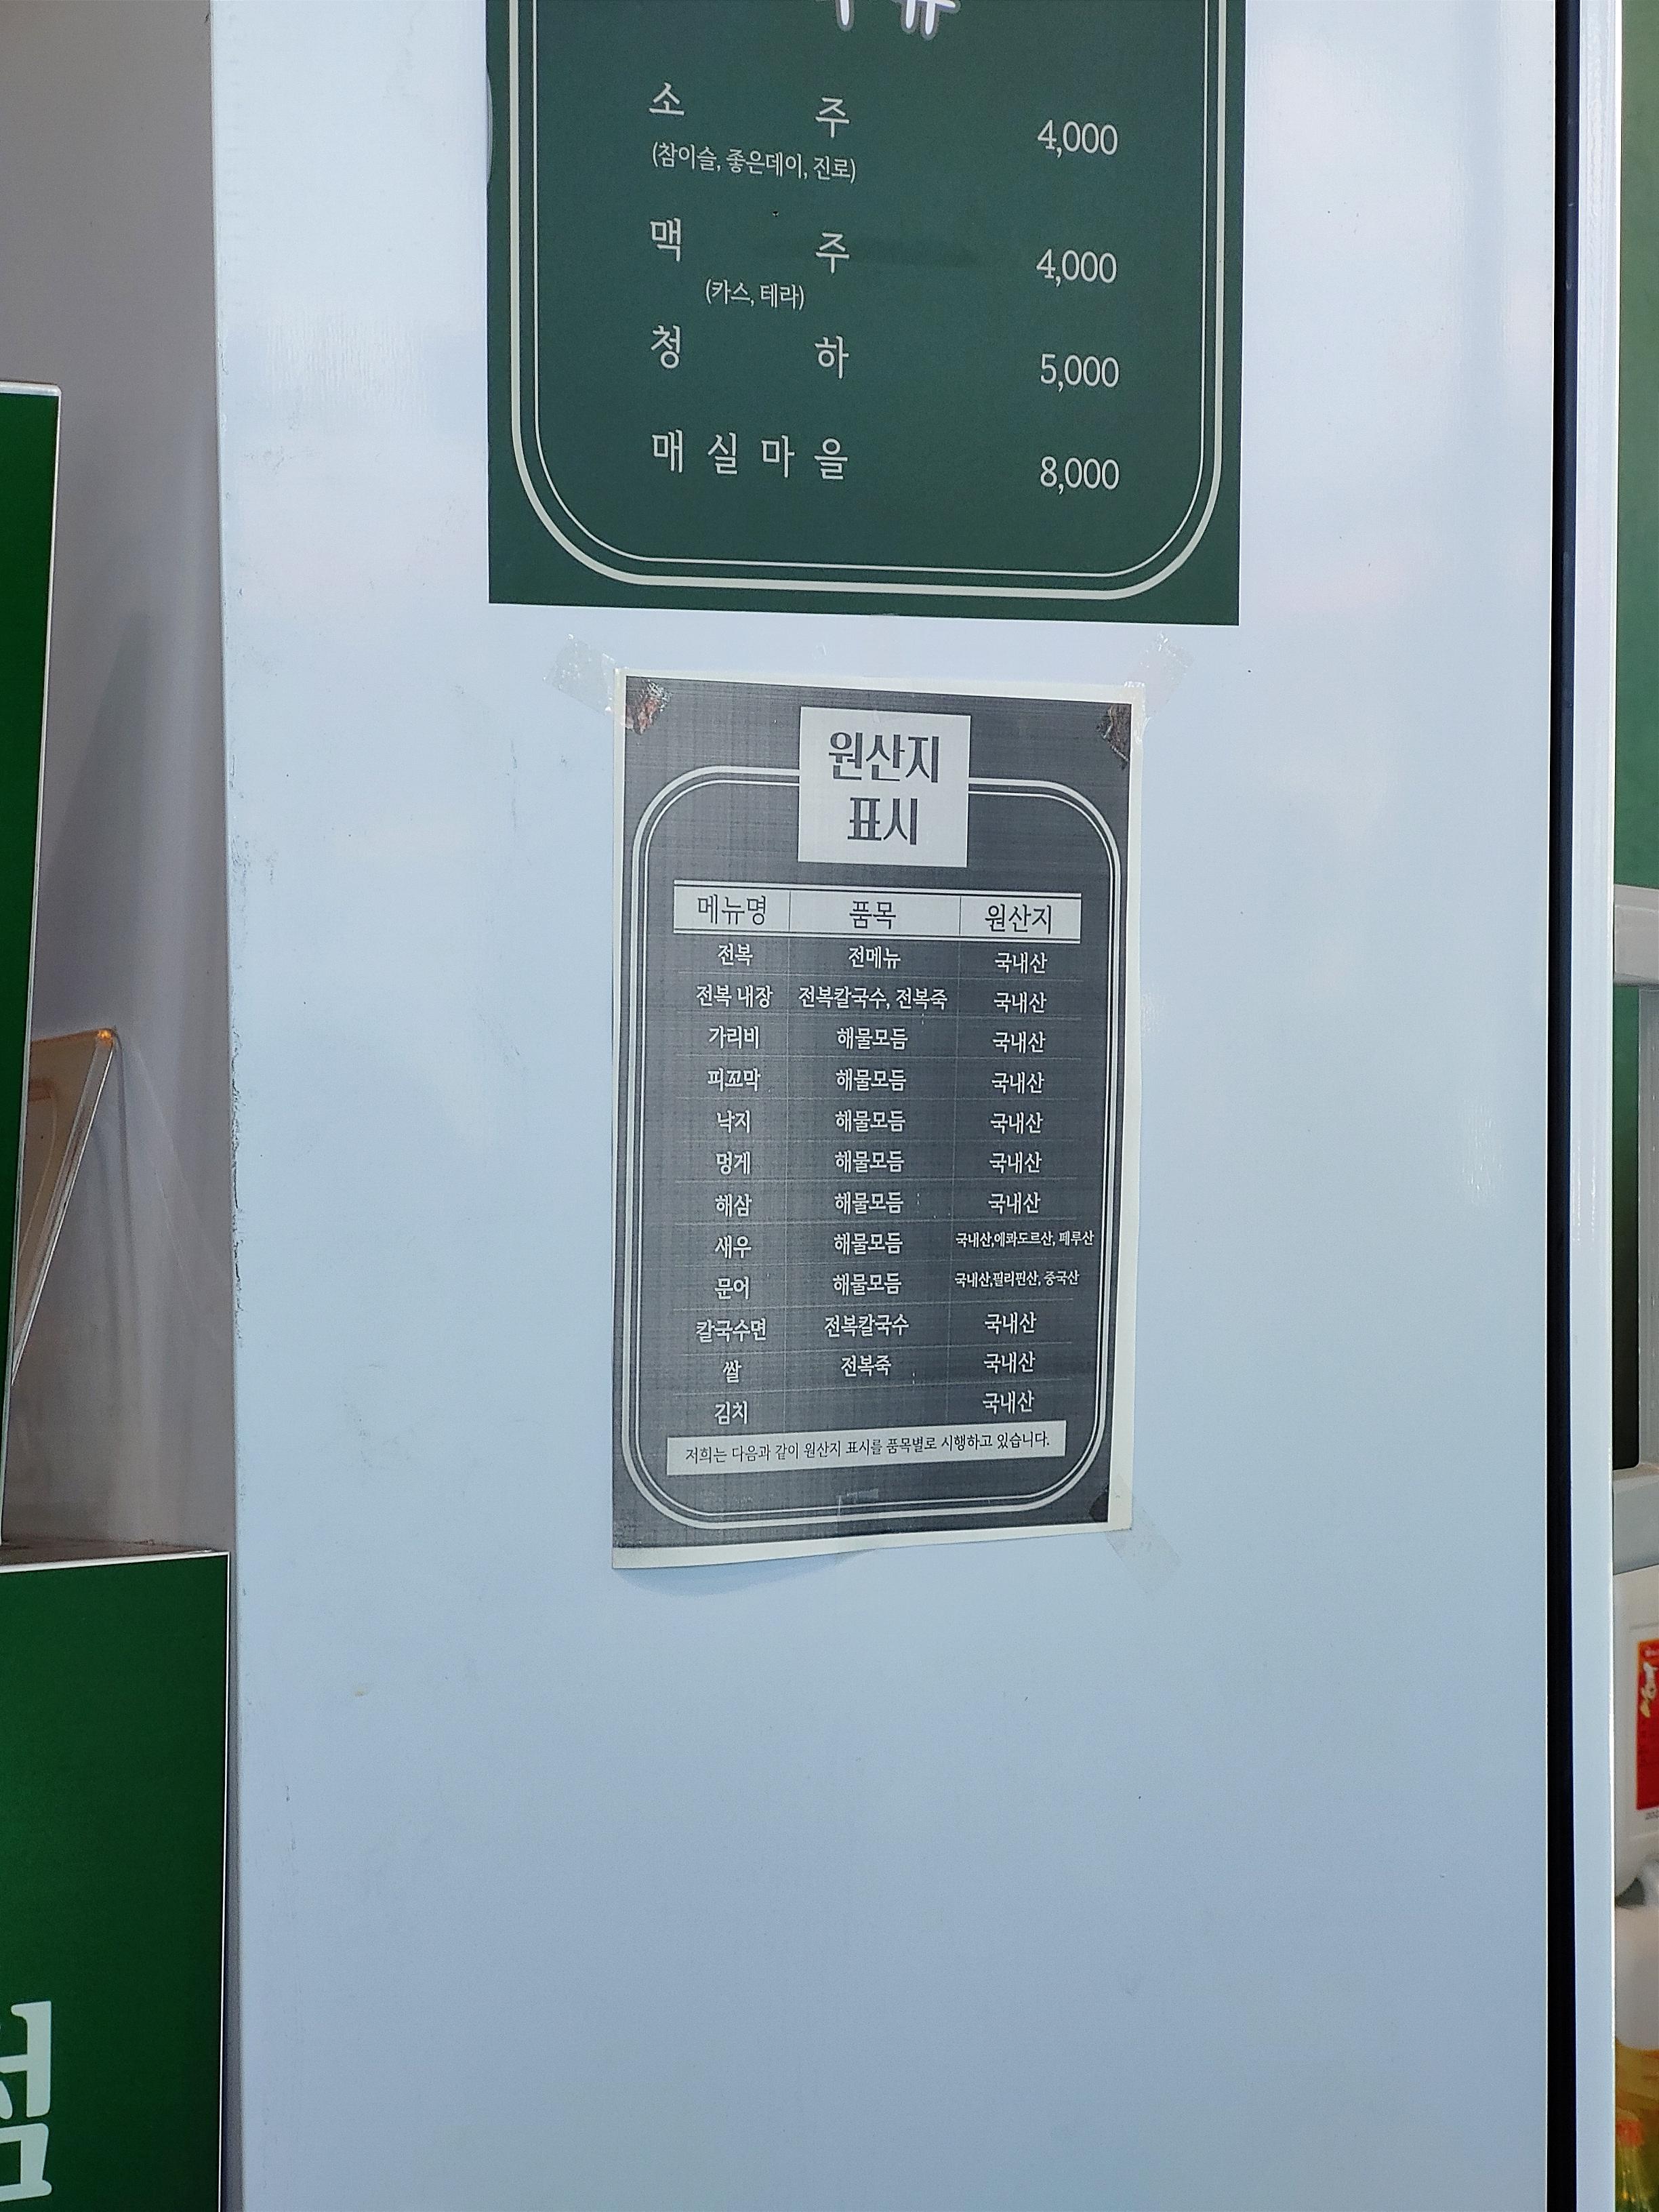 소 주 4,000
(참이슬, 좋은데이, 진로)
맥 주 4,000
(카스, 테라)
청 하 5,000
매실마을 8,000
원산지
표시
메뉴명 품목 원산지
전복 전메뉴 국내산
전복 내장 전복칼국수, 전복죽 국내산
가리비 해물모듬 국내산
피꼬막 해물모듬 국내산
낙지 해물모듬 국내산
멍게 해물모듬 국내산
해삼 해물모듬 국내산
새우 해물모듬 국내산,에콰도르산, 페루산
문어 해물모듬 국내산,필리핀산, 중국산
칼국수면 전복칼국수 국내산
쌀 전복죽 국내산
김치 국내산
저희는 다음과 같이 원산지 표시를 품목별로 시행하고 있습니다.